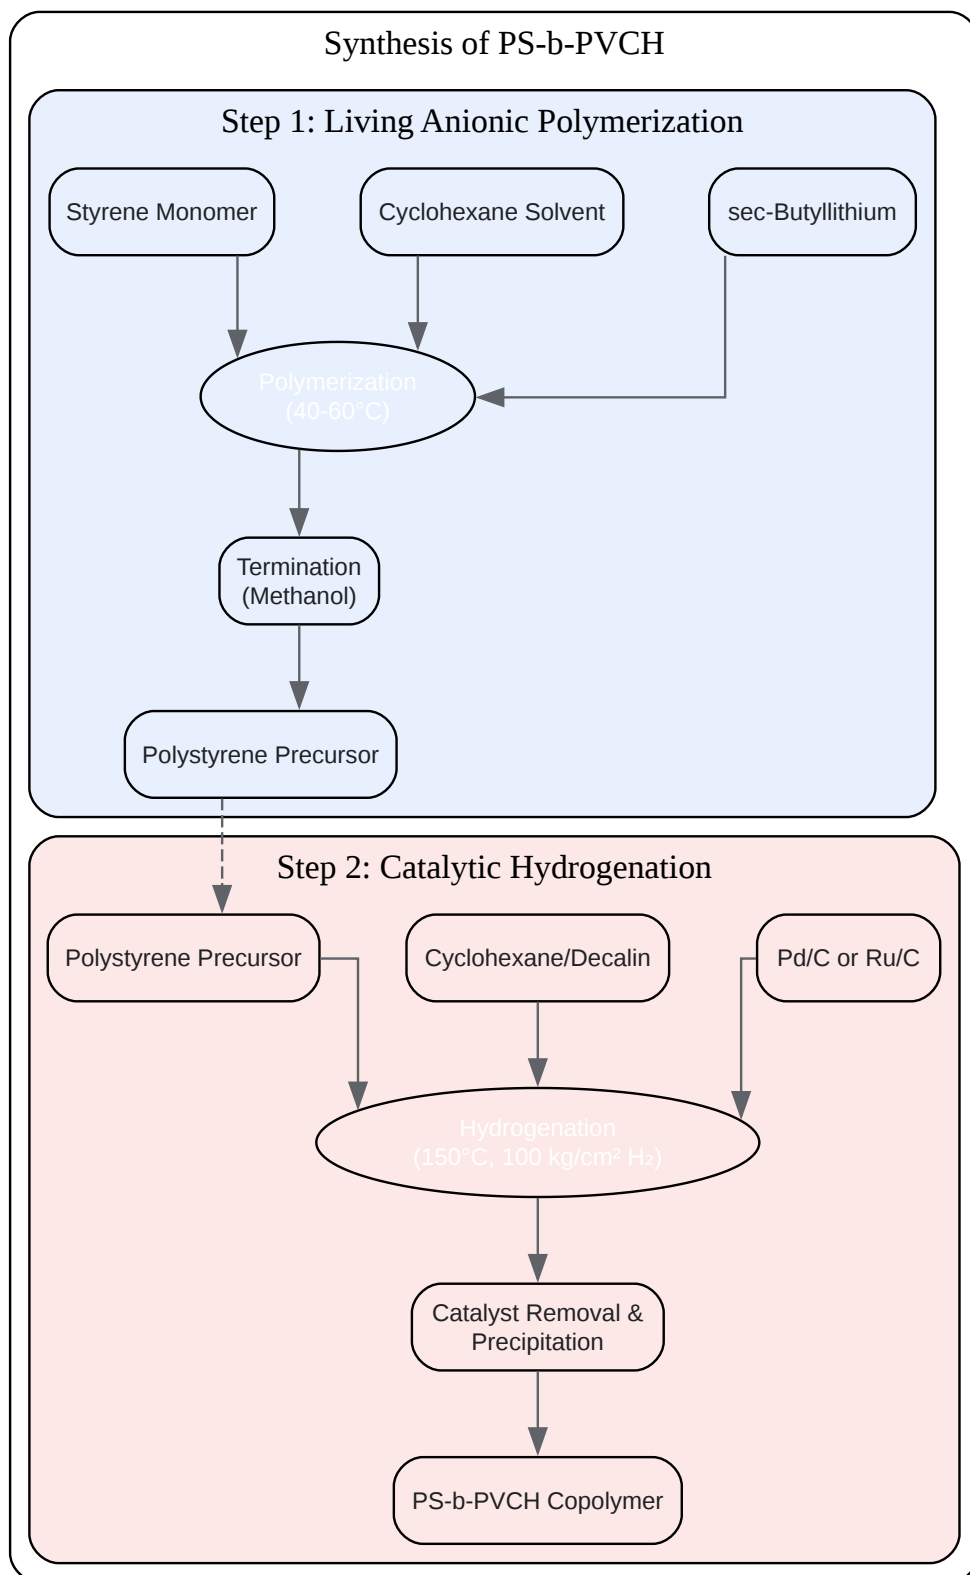 Synthesis of PS-b-PVCH
Step 1: Living Anionic Polymerization
Styrene Monomer
Cyclohexane Solvent
sec-Butyllithium
Polymerization
(40-60°C)
Termination
(Methanol)
Polystyrene Precursor
Step 2: Catalytic Hydrogenation
Polystyrene Precursor
Cyclohexane/Decalin
Pd/C or Ru/C
Hydrogenation
(150°C, 100 kg/cm² H₂)
Catalyst Removal &
Precipitation
PS-b-PVCH Copolymer